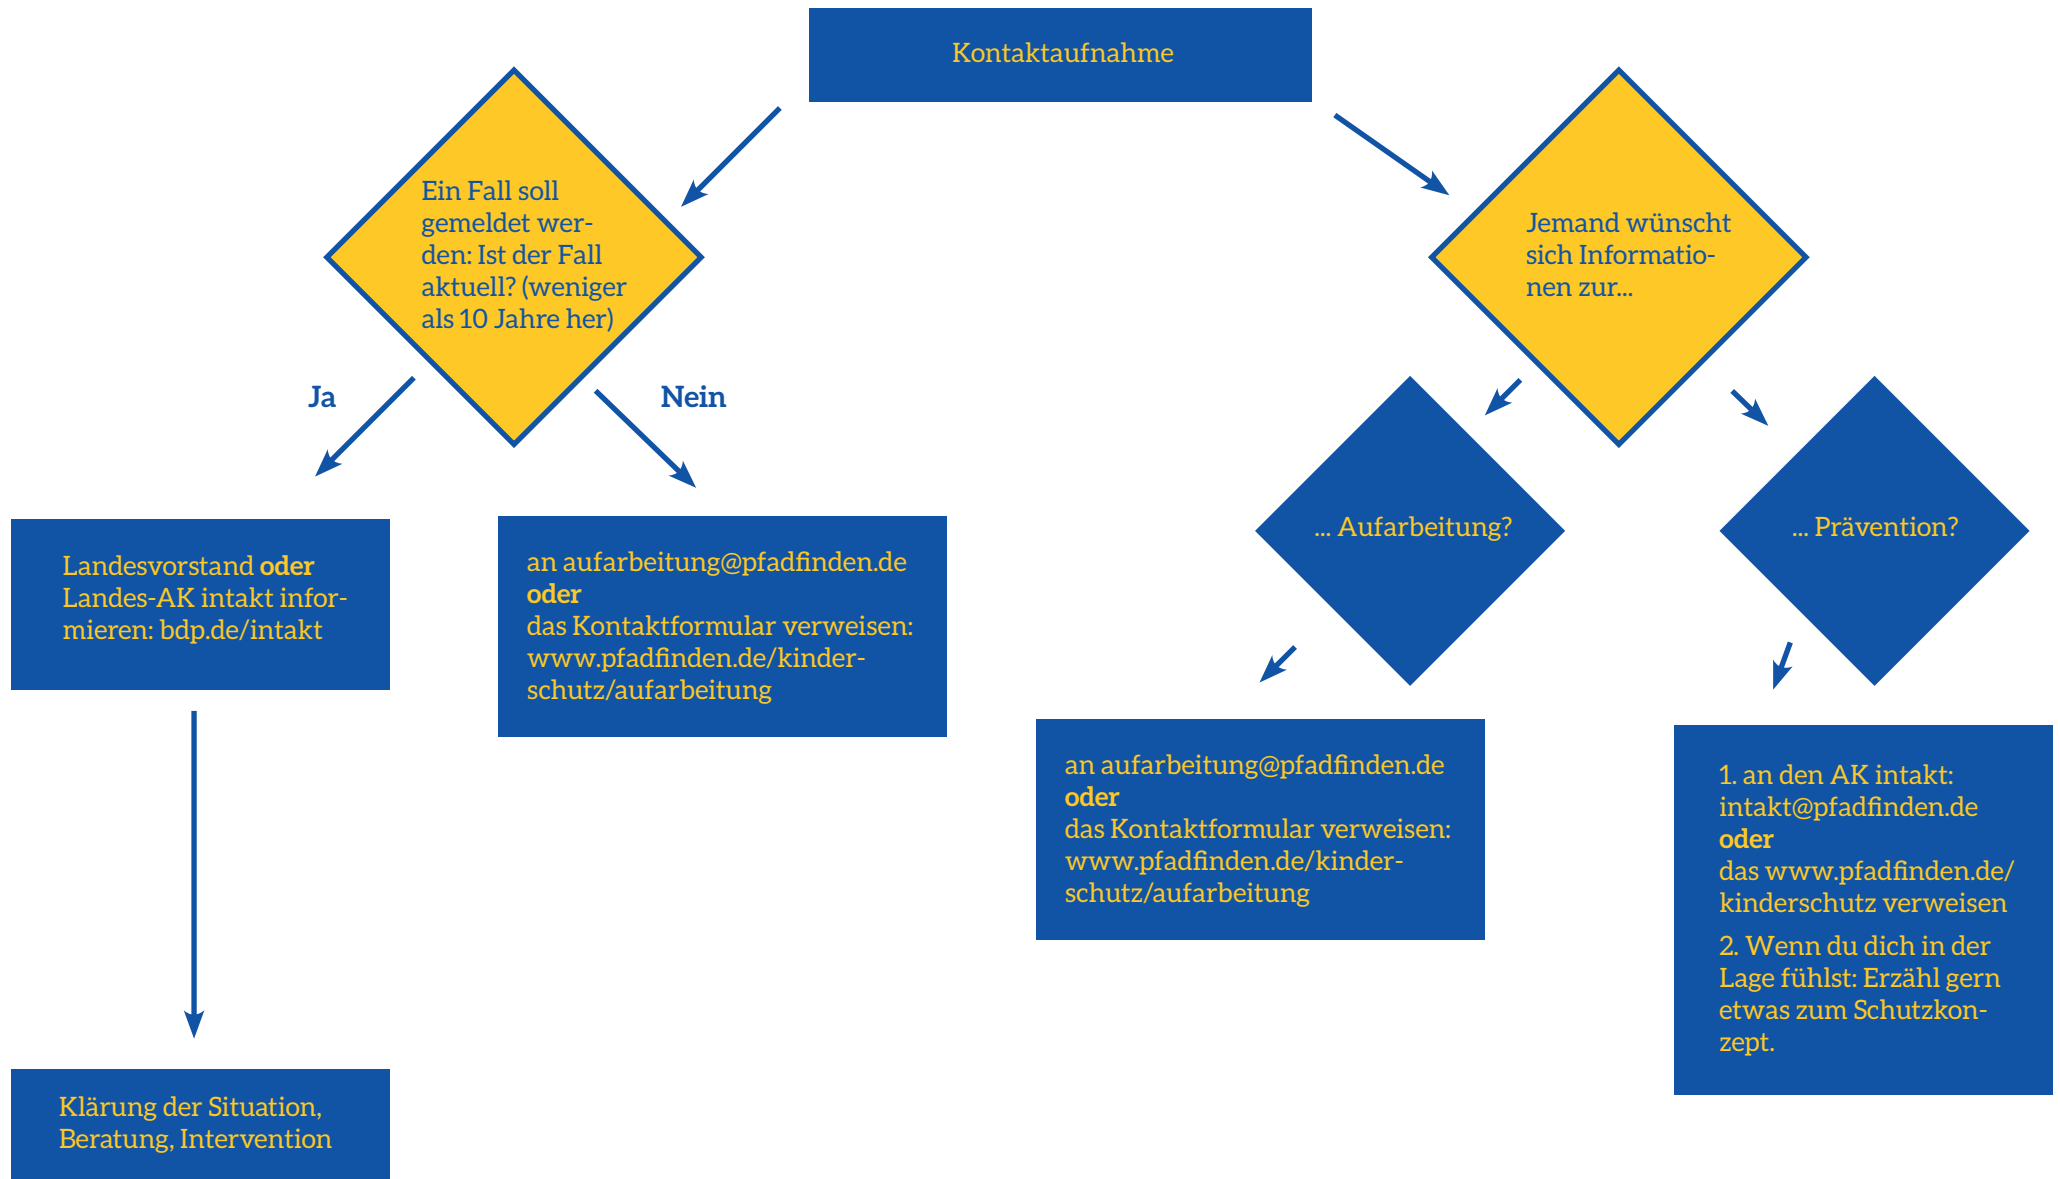 Kontaktaufnahme
Ein Fall soll
gemeldet wer-
den: Ist der Fall
aktuell? (weniger
als 10 Jahre her)
Jemand wünscht
sich Informatio-
nen zur...
Ja
Nein
Landesvorstand oder
Landes-AK intakt infor-
mieren: bdp.de/intakt
an aufarbeitung@pfadfinden.de
oder
das Kontaktformular verweisen:
www.pfadfinden.de/kinder-
schutz/aufarbeitung
... Aufarbeitung?
... Prävention?
an aufarbeitung@pfadfinden.de
oder
das Kontaktformular verweisen:
www.pfadfinden.de/kinder-
schutz/aufarbeitung
1. an den AK intakt:
intakt@pfadfinden.de
oder
das www.pfadfinden.de/
kinderschutz verweisen
2. Wenn du dich in der
Lage fühlst: Erzähl gern
etwas zum Schutzkon-
zept.
Klärung der Situation,
Beratung, Intervention